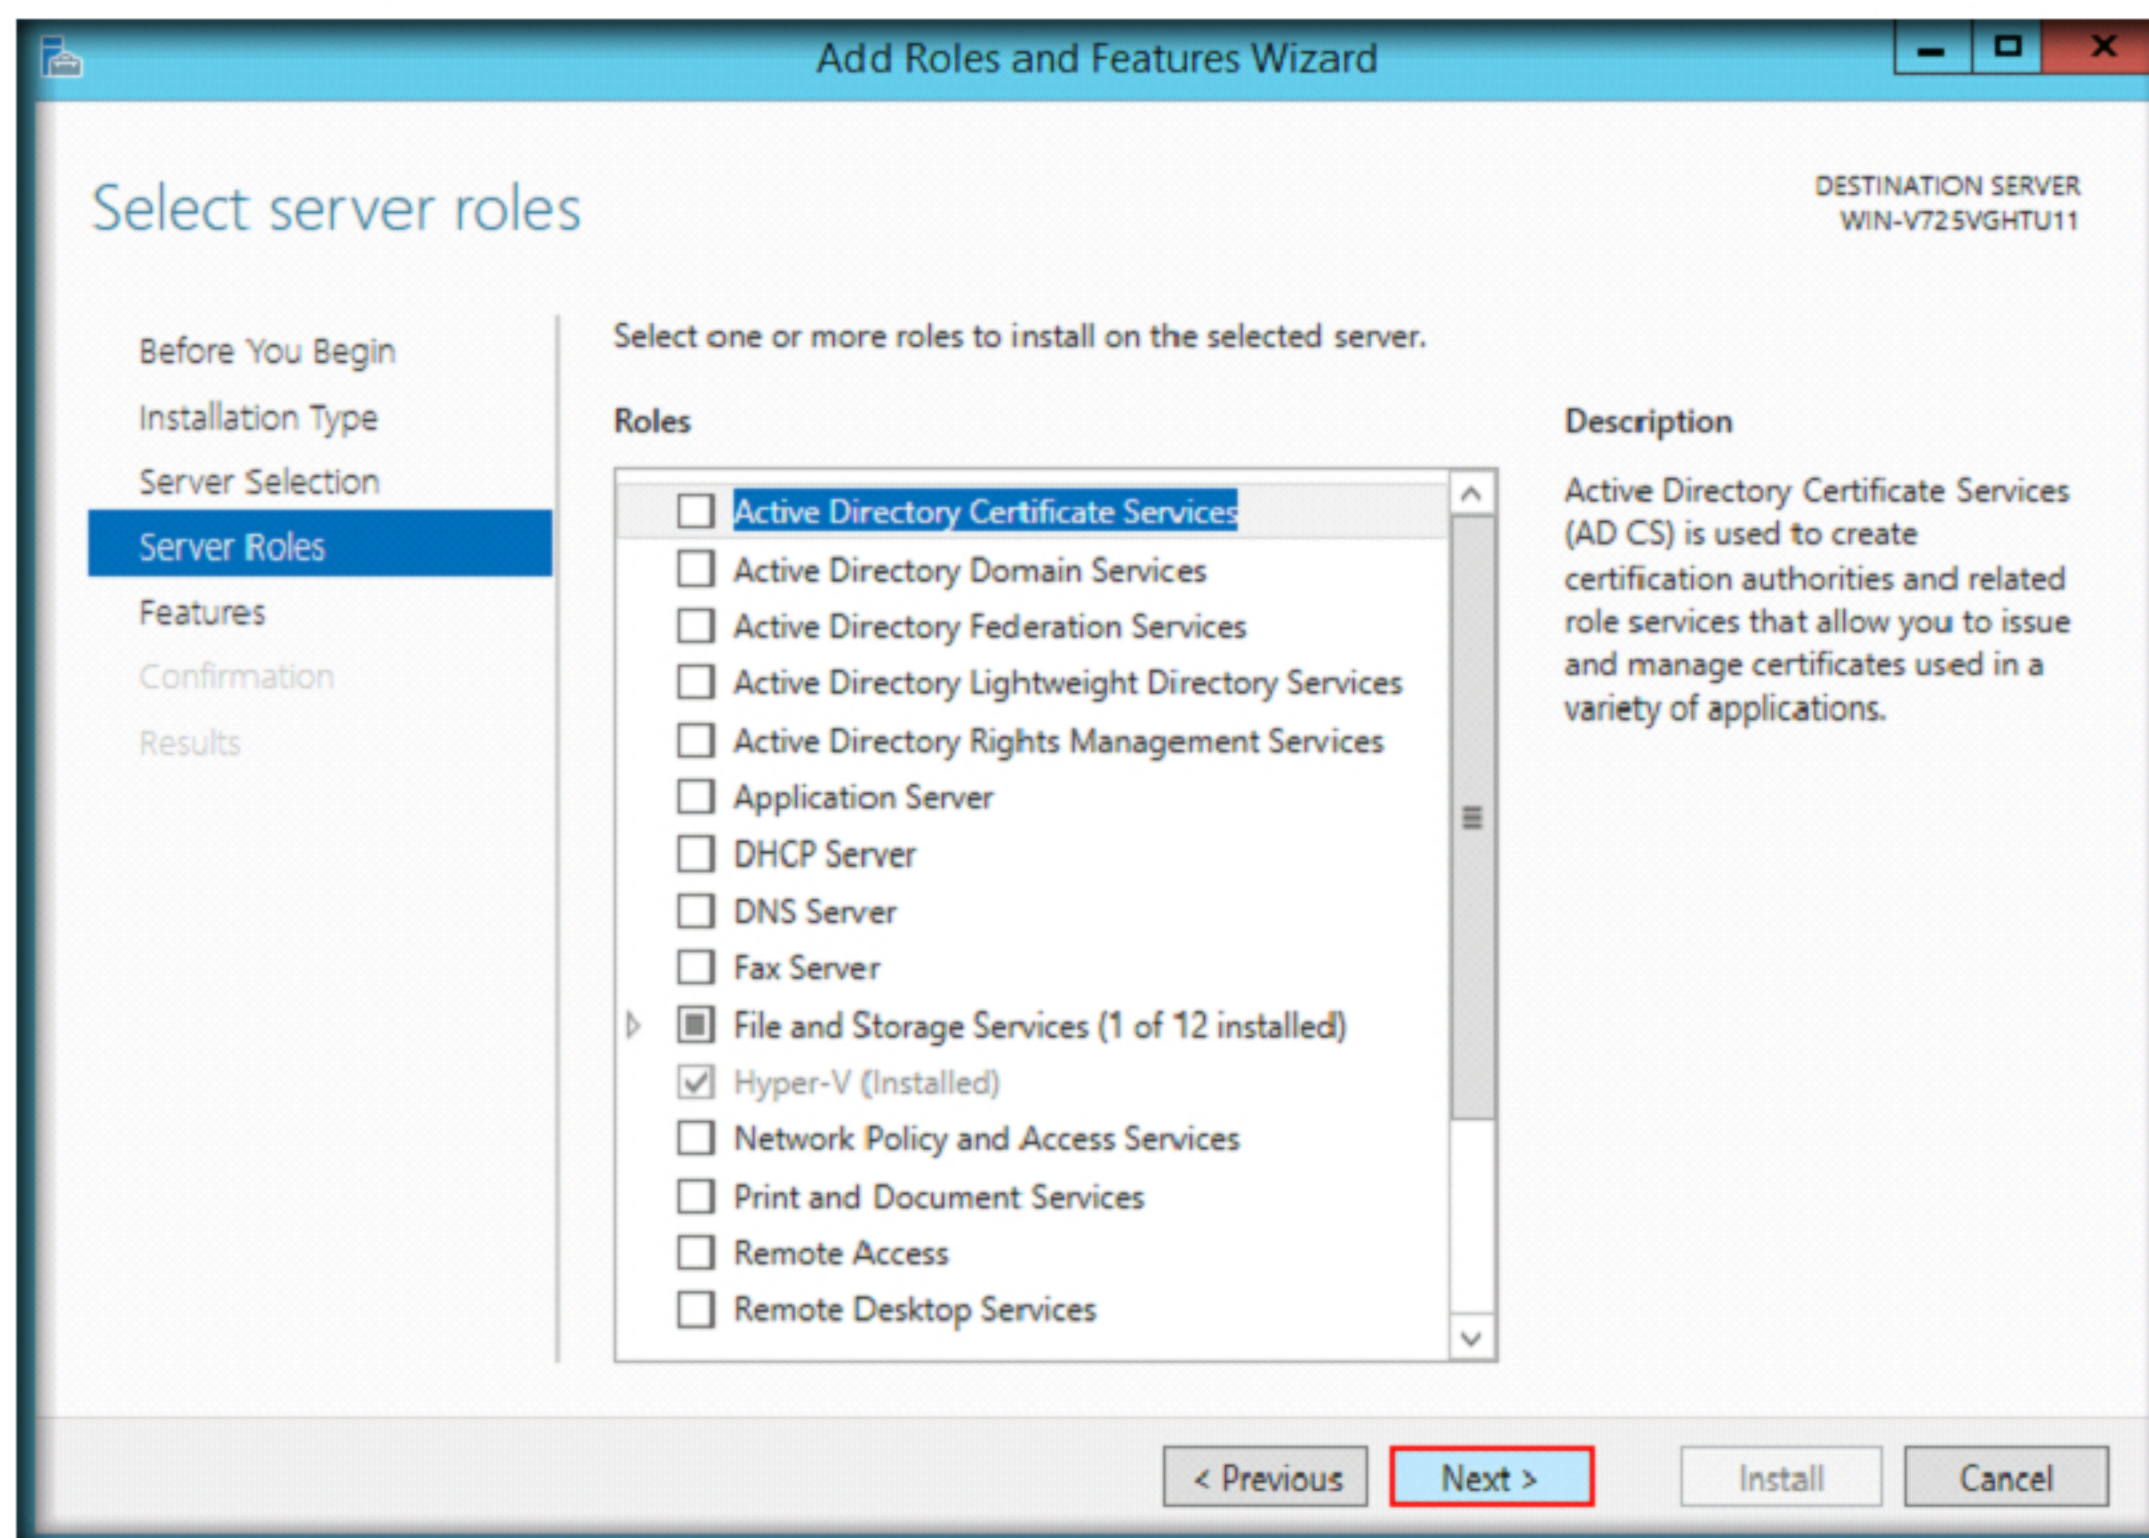 Add Roles and Features Wizard
Select server roles
DESTINATION SERVER
WIN-V725VGHTU11
Before You Begin
Installation Type
Server Selection
Server Roles
Features
Confirmation
Results
Select one or more roles to install on the selected server.
Roles
Active Directory Certificate Services
Active Directory Domain Services
Active Directory Federation Services
Active Directory Lightweight Directory Services
Active Directory Rights Management Services
Application Server
DHCP Server
DNS Server
Fax Server
File and Storage Services (1 of 12 installed)
Hyper-V (Installed)
Network Policy and Access Services
Print and Document Services
Remote Access
Remote Desktop Services
Description
Active Directory Certificate Services
(AD CS) is used to create
certification authorities and related
role services that allow you to issue
and manage certificates used in a
variety of applications.
< Previous
Next >
Install
Cancel